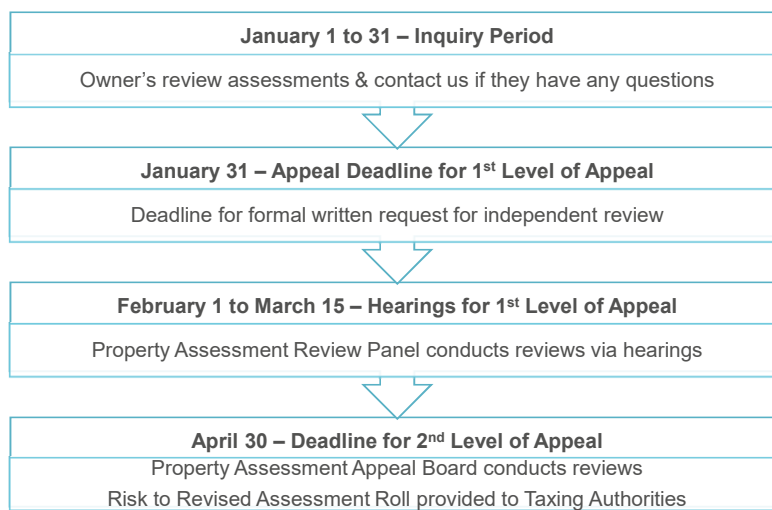 January 1 to 31 – Inquiry Period
Owner's review assessments & contact us if they have any questions
January 31 – Appeal Deadline for 1st Level of Appeal
Deadline for formal written request for independent review
February 1 to March 15 – Hearings for 1st Level of Appeal
Property Assessment Review Panel conducts reviews via hearings
April 30 – Deadline for 2nd Level of Appeal
Property Assessment Appeal Board conducts reviews
Risk to Revised Assessment Roll provided to Taxing Authorities